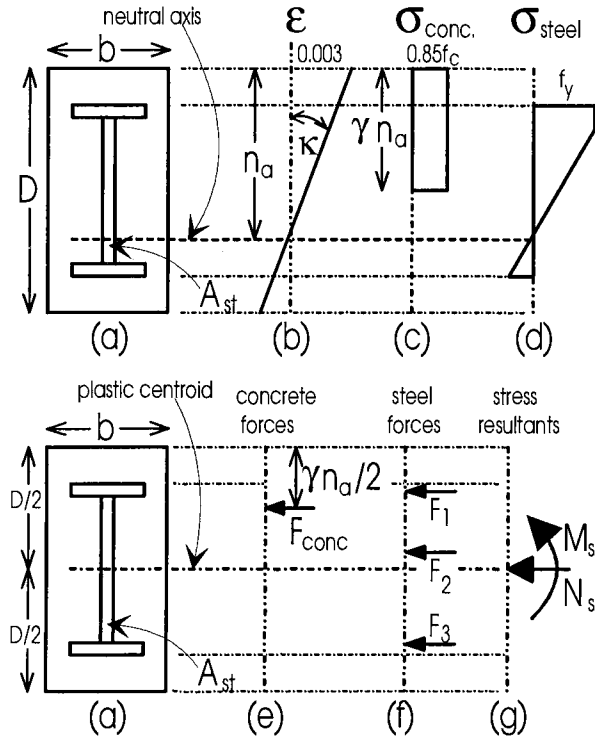 neutral axis
ε σconc. σsteel
b 0.003 0.85fc fy
D na κ γ na
Ast
(a) (b) (c) (d)
plastic centroid concrete forces steel forces stress resultants
b
D/2 γna/2
Fconc F1
F2 Ms
Ns
D/2 F3
Ast
(a) (e) (f) (g)